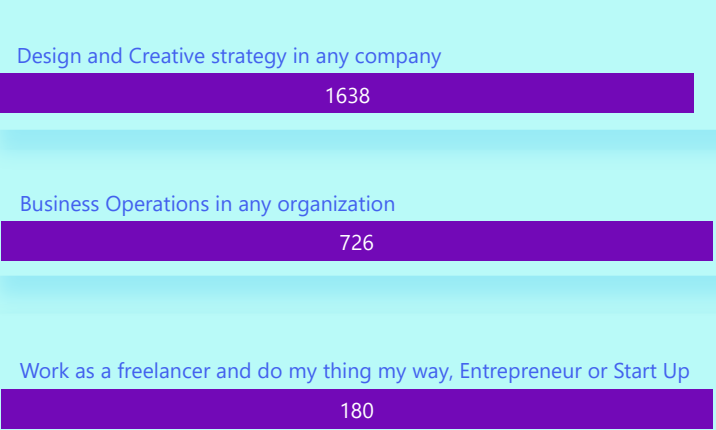 Design and Creative strategy in any company
1638
Business Operations in any organization
726
Work as a freelancer and do my thing my way, Entrepreneur or Start Up
180